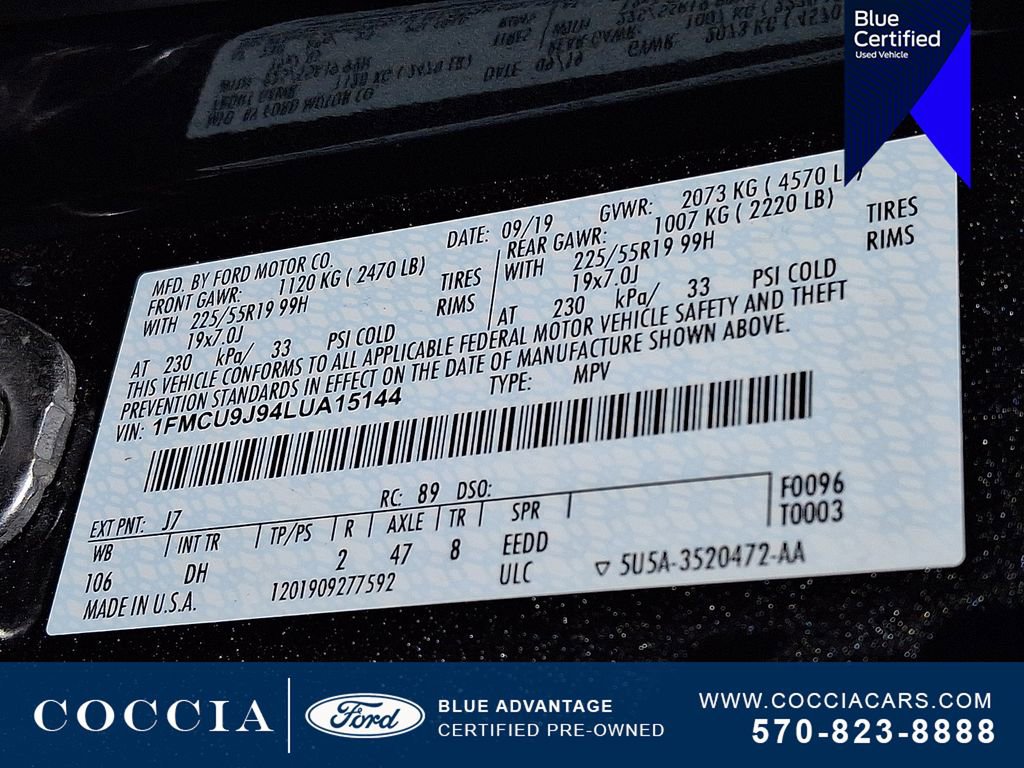 Blue
Certified
Used Vehicle
MFD. BY FORD MOTOR CO.
DATE: 09/19 GVWR: 2073 KG ( 4570 L
FRONT GAWR: 1120 KG ( 2470 LB)
REAR GAWR: 1007 KG ( 2220 LB)
WITH 225/55R19 99H TIRES
WITH 225/55R19 99H TIRES
19x7.0J RIMS
19x7.0J RIMS
AT 230 kPa/ 33 PSI COLD
AT 230 kPa/ 33 PSI COLD
THIS VEHICLE CONFORMS TO ALL APPLICABLE FEDERAL MOTOR VEHICLE SAFETY AND THEFT
PREVENTION STANDARDS IN EFFECT ON THE DATE OF MANUFACTURE SHOWN ABOVE.
VIN: 1FMCU9J94LUA15144 TYPE: MPV
EXT PNT: J7 RC: 89 DSO:
F0096
T0003
WB INT TR TP/PS R AXLE TR SPR
106 DH 2 47 8 EEDD
MADE IN U.S.A. 1201909277592 ULC ▽ 5U5A-3520472-AA
COCCIA Ford BLUE ADVANTAGE
CERTIFIED PRE-OWNED
WWW.COCCIACARS.COM
570-823-8888